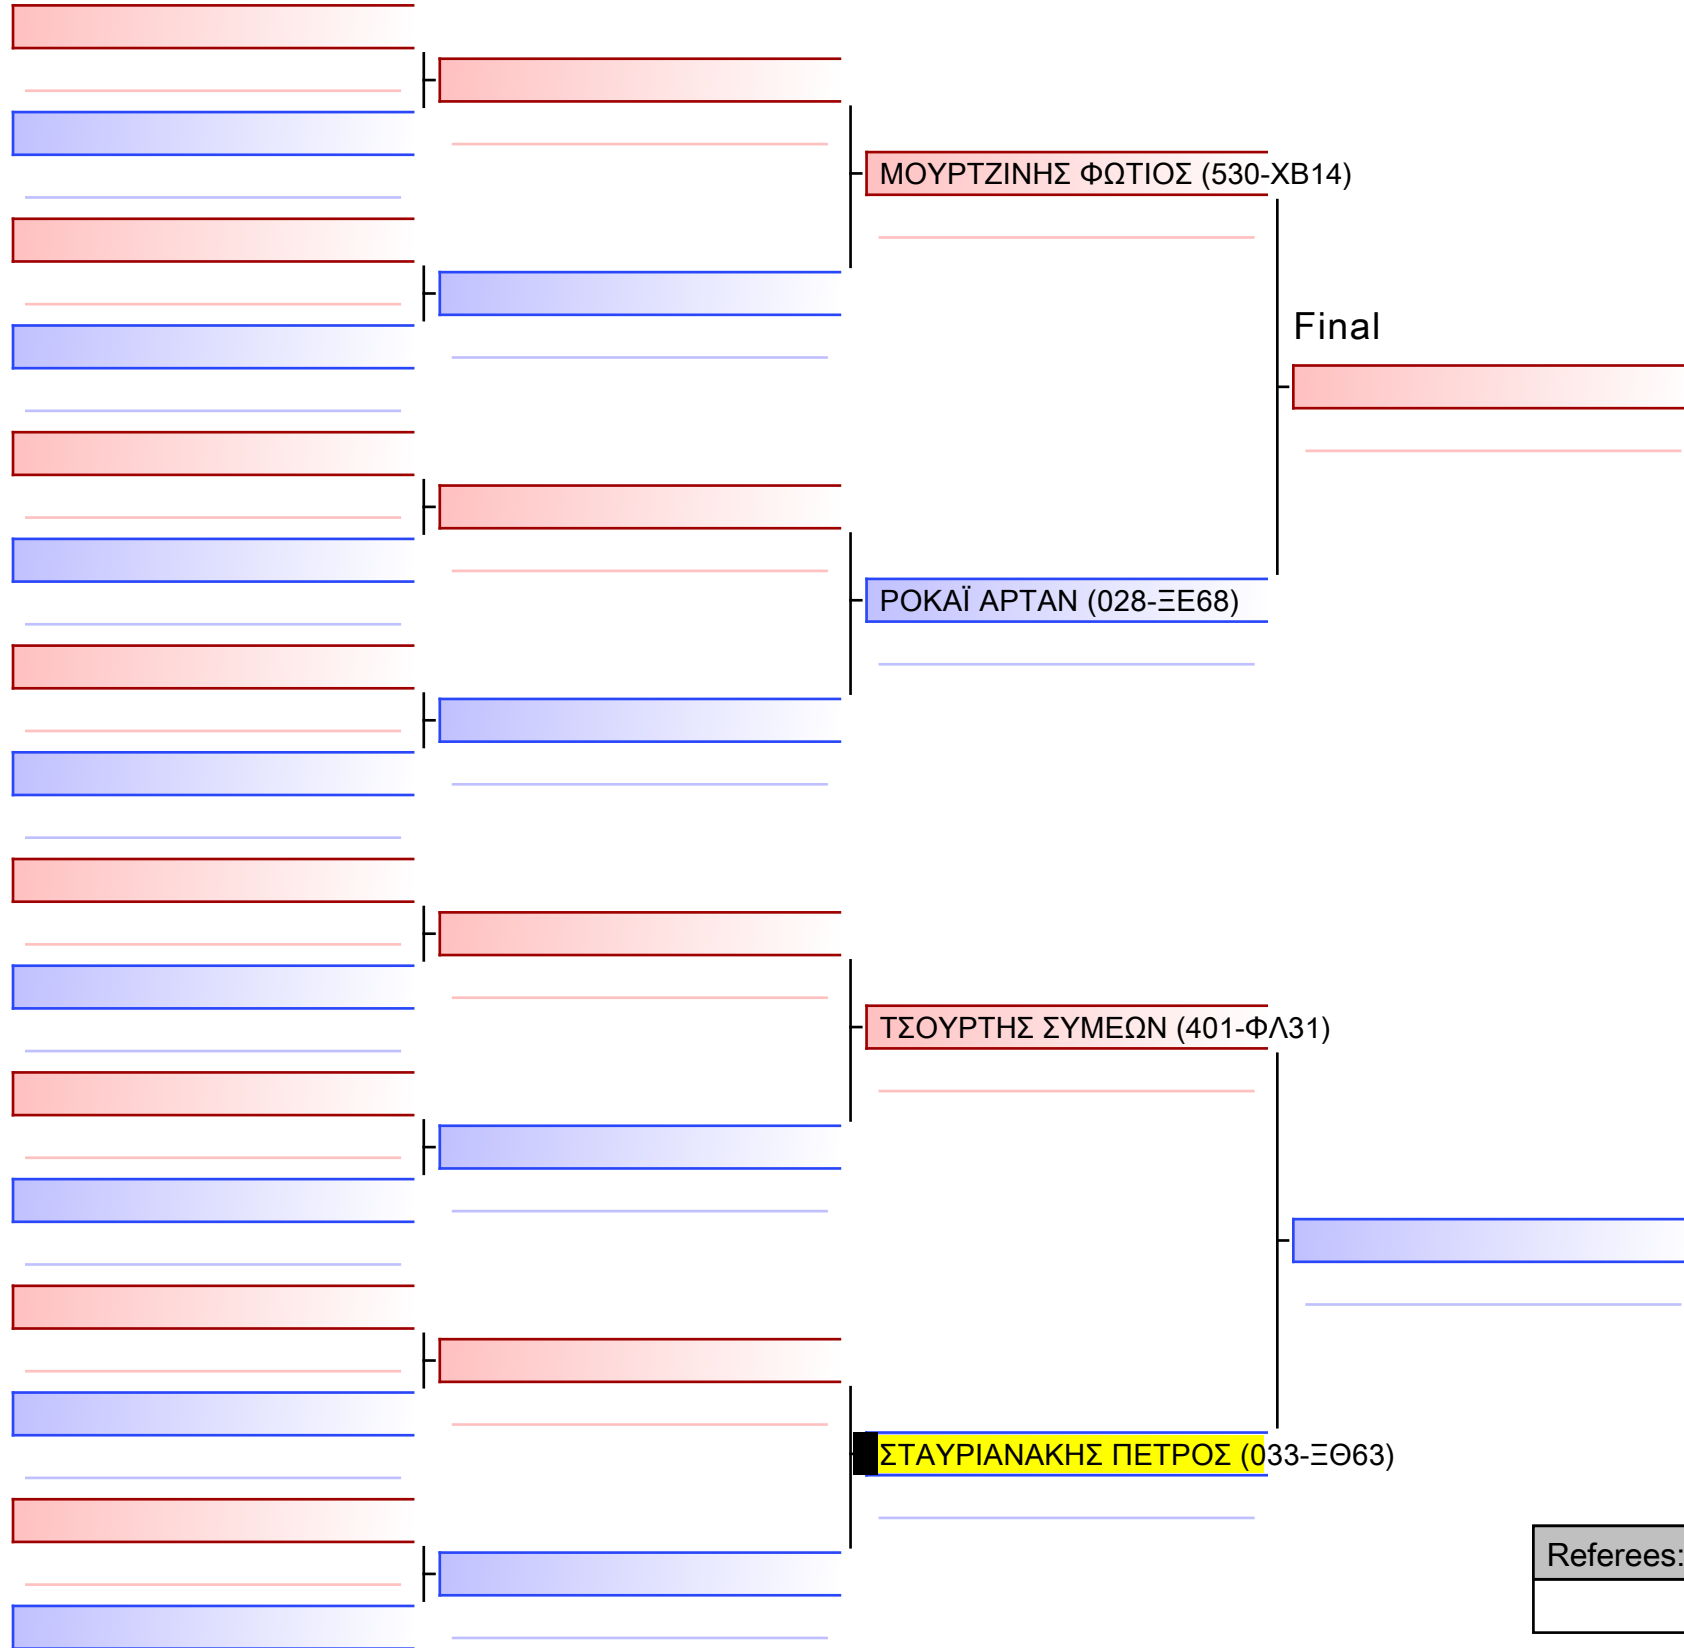 ΜΟΥΡΤΖΙΝΗΣ ΦΩΤΙΟΣ (530-ΧΒ14)
Final
ΡΟΚΑΪ ΑΡΤΑΝ (028-ΞΕ68)
ΤΣΟΥΡΤΗΣ ΣΥΜΕΩΝ (401-ΦΛ31)
ΣΤΑΥΡΙΑΝΑΚΗΣ ΠΕΤΡΟΣ (033-ΞΘ63)
Referees: